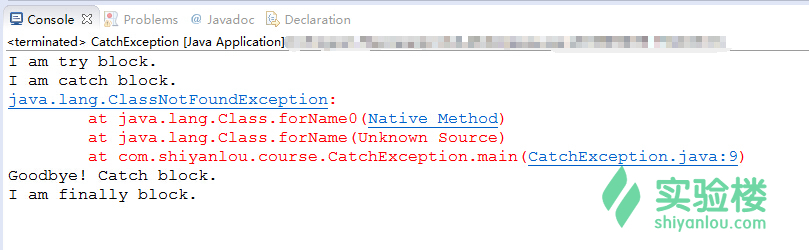 Console Problems @ Javadoc Declaration
<terminated> CatchException [Java Application]
I am try block.
I am catch block.
java.lang.ClassNotFoundException:
at java.lang.Class.forName0(Native Method)
at java.lang.Class.forName(Unknown Source)
at com.shiyanlou.course.CatchException.main(CatchException.java:9)
Goodbye! Catch block.
I am finally block.
实验楼
shiyanlou.com